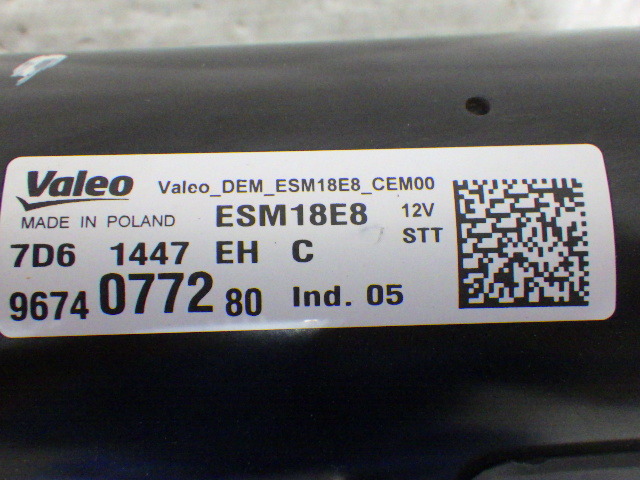 Valeo Valeo_DEM_ESM18E8_CEM00
MADE IN POLAND ESM18E8 12V
STT
7D6 1447 EH C
9674 0772 80 Ind. 05